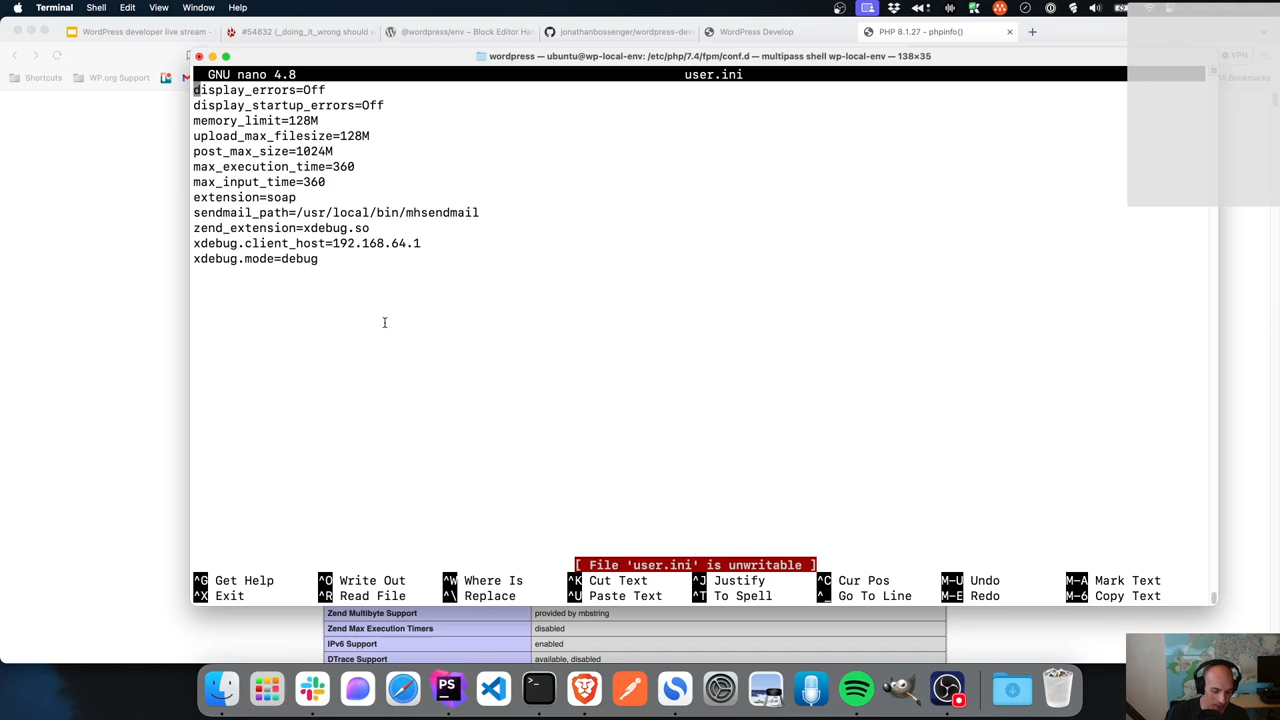 Terminal Shell Edit View Window Help
WordPress developer live stream -
#54832 (_doing_it_wrong should
@wordpress/env – Block Editor Han
jonathanbossenger/wordpress-dev
WordPress Develop
PHP 8.1.27 - phpinfo()
wordpress — ubuntu@wp-local-env: /etc/php/7.4/fpm/conf.d — multipass shell wp-local-env — 138×35
VPN
Shortcuts
WP.org Support
All Bookmarks
GNU nano 4.8 user.ini
display_errors=Off
display_startup_errors=Off
memory_limit=128M
upload_max_filesize=128M
post_max_size=1024M
max_execution_time=360
max_input_time=360
extension=soap
sendmail_path=/usr/local/bin/mhsendmail
zend_extension=xdebug.so
xdebug.client_host=192.168.64.1
xdebug.mode=debug
[ File 'user.ini' is unwritable ]
^G Get Help ^O Write Out ^W Where Is ^K Cut Text ^J Justify ^C Cur Pos M-U Undo M-A Mark Text
^X Exit ^R Read File ^\ Replace ^U Paste Text ^T To Spell ^_ Go To Line M-E Redo M-6 Copy Text
Zend Multibyte Support provided by mbstring
Zend Max Execution Timers disabled
IPv6 Support enabled
DTrace Support available, disabled
PS